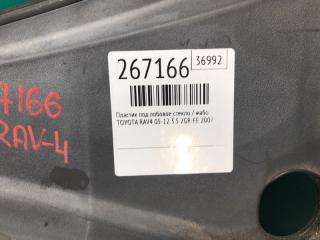 267166
36992
Пластик под лобовое стекло / жабо
TOYOTA RAV4 05-12 3.5 2GR-FE 2007
7166
RAV-4